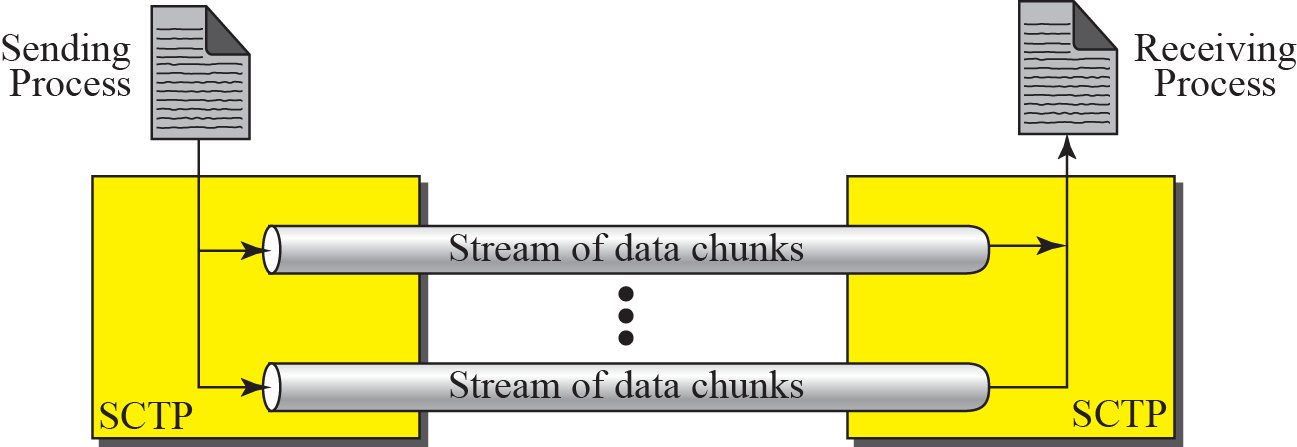 Sending
Process
Receiving
Process
Stream of data chunks
Stream of data chunks
SCTP
SCTP